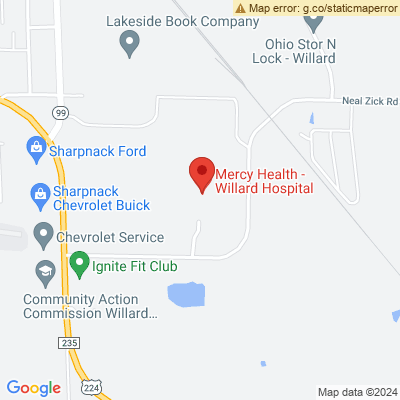 Map error: g.co/staticmaperror
Lakeside Book Company
Ohio Stor N
Lock - Willard
Neal Zick Rd
99
Sharpnack Ford
Mercy Health -
Willard Hospital
Sharpnack
Chevrolet Buick
Chevrolet Service
Ignite Fit Club
Community Action
Commission Willard...
235
224
Google
Map data ©2024